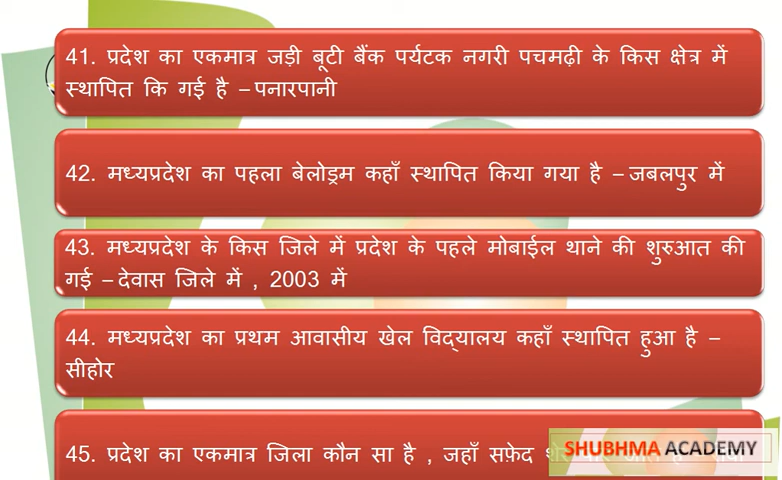 41. प्रदेश का एकमात्र जड़ी बूटी बैंक पर्यटक नगरी पचमढ़ी के किस क्षेत्र में
स्थापित कि गई है – पनारपानी
42. मध्यप्रदेश का पहला बेलोड्रम कहाँ स्थापित किया गया है – जबलपुर में
43. मध्यप्रदेश के किस जिले में प्रदेश के पहले मोबाईल थाने की शुरुआत की
गई – देवास जिले में , 2003 में
44. मध्यप्रदेश का प्रथम आवासीय खेल विद्यालय कहाँ स्थापित हुआ है –
सीहोर
45. प्रदेश का एकमात्र जिला कौन सा है , जहाँ सफ़ेद
SHUBHMA ACADEMY